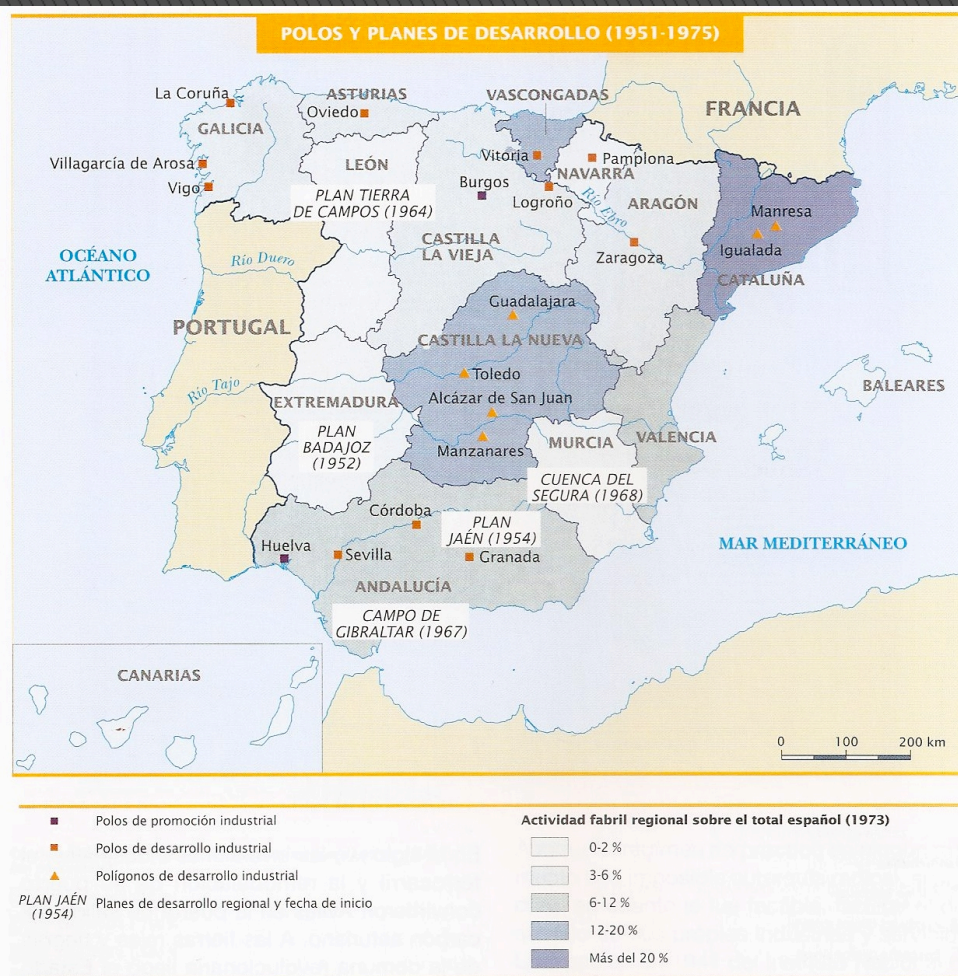 POLOS Y PLANES DE DESARROLLO (1951-1975)
La Coruña
ASTURIAS
Oviedo
VASCONGADAS
FRANCIA
GALICIA
Villagarcía de Arosa
Vigo
LEÓN
PLAN TIERRA
DE CAMPOS (1964)
Vitoria
Pamplona
NAVARRA
Burgos
Logroño
Río Ebro
ARAGÓN
Zaragoza
Manresa
Igualada
CATALUÑA
OCÉANO
ATLÁNTICO
Río Duero
CASTILLA
LA VIEJA
PORTUGAL
Guadalajara
CASTILLA LA NUEVA
Toledo
Río Tajo
EXTREMADURA
Alcázar de San Juan
Manzanares
PLAN
BADAJOZ
(1952)
MURCIA
VALENCIA
BALEARES
CUENCA DEL
SEGURA (1968)
Córdoba
PLAN
JAÉN (1954)
Huelva
Sevilla
Granada
MAR MEDITERRÁNEO
ANDALUCÍA
CAMPO DE
GIBRALTAR (1967)
CANARIAS
0 100 200 km
Polos de promoción industrial
Polos de desarrollo industrial
Polígonos de desarrollo industrial
PLAN JAÉN
(1954)
Planes de desarrollo regional y fecha de inicio
Actividad fabril regional sobre el total español (1973)
0-2 %
3-6 %
6-12 %
12-20 %
Más del 20 %